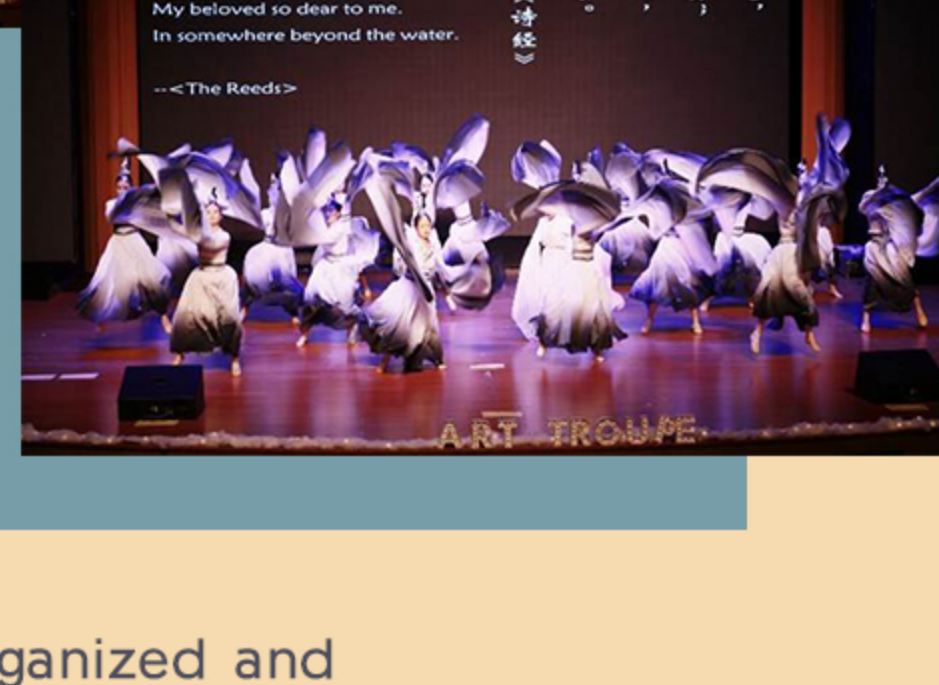 My beloved so dear to me.
In somewhere beyond the water.
--<The Reeds>
诗经》
ART TROUPE
ganized and